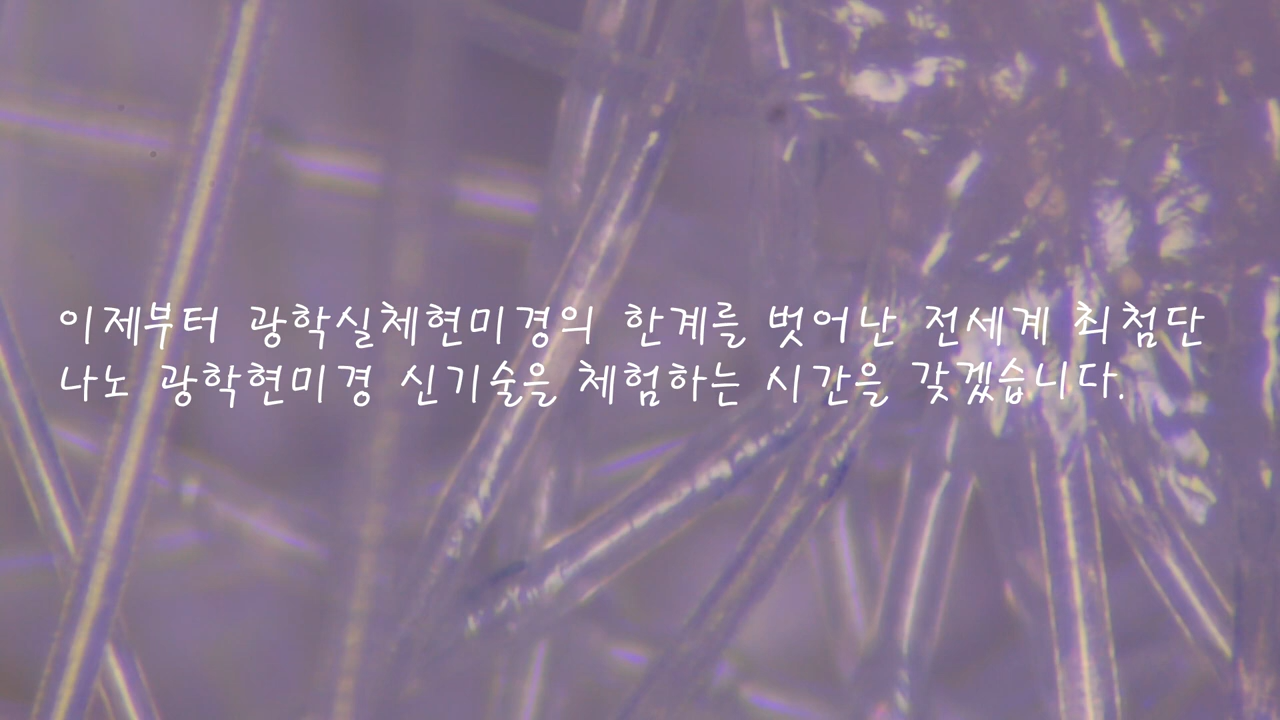 이제부터 광학실체현미경의 한계를 벗어난 전세계 최첨단
나노 광학현미경 신기술을 체험하는 시간을 갖겠습니다.